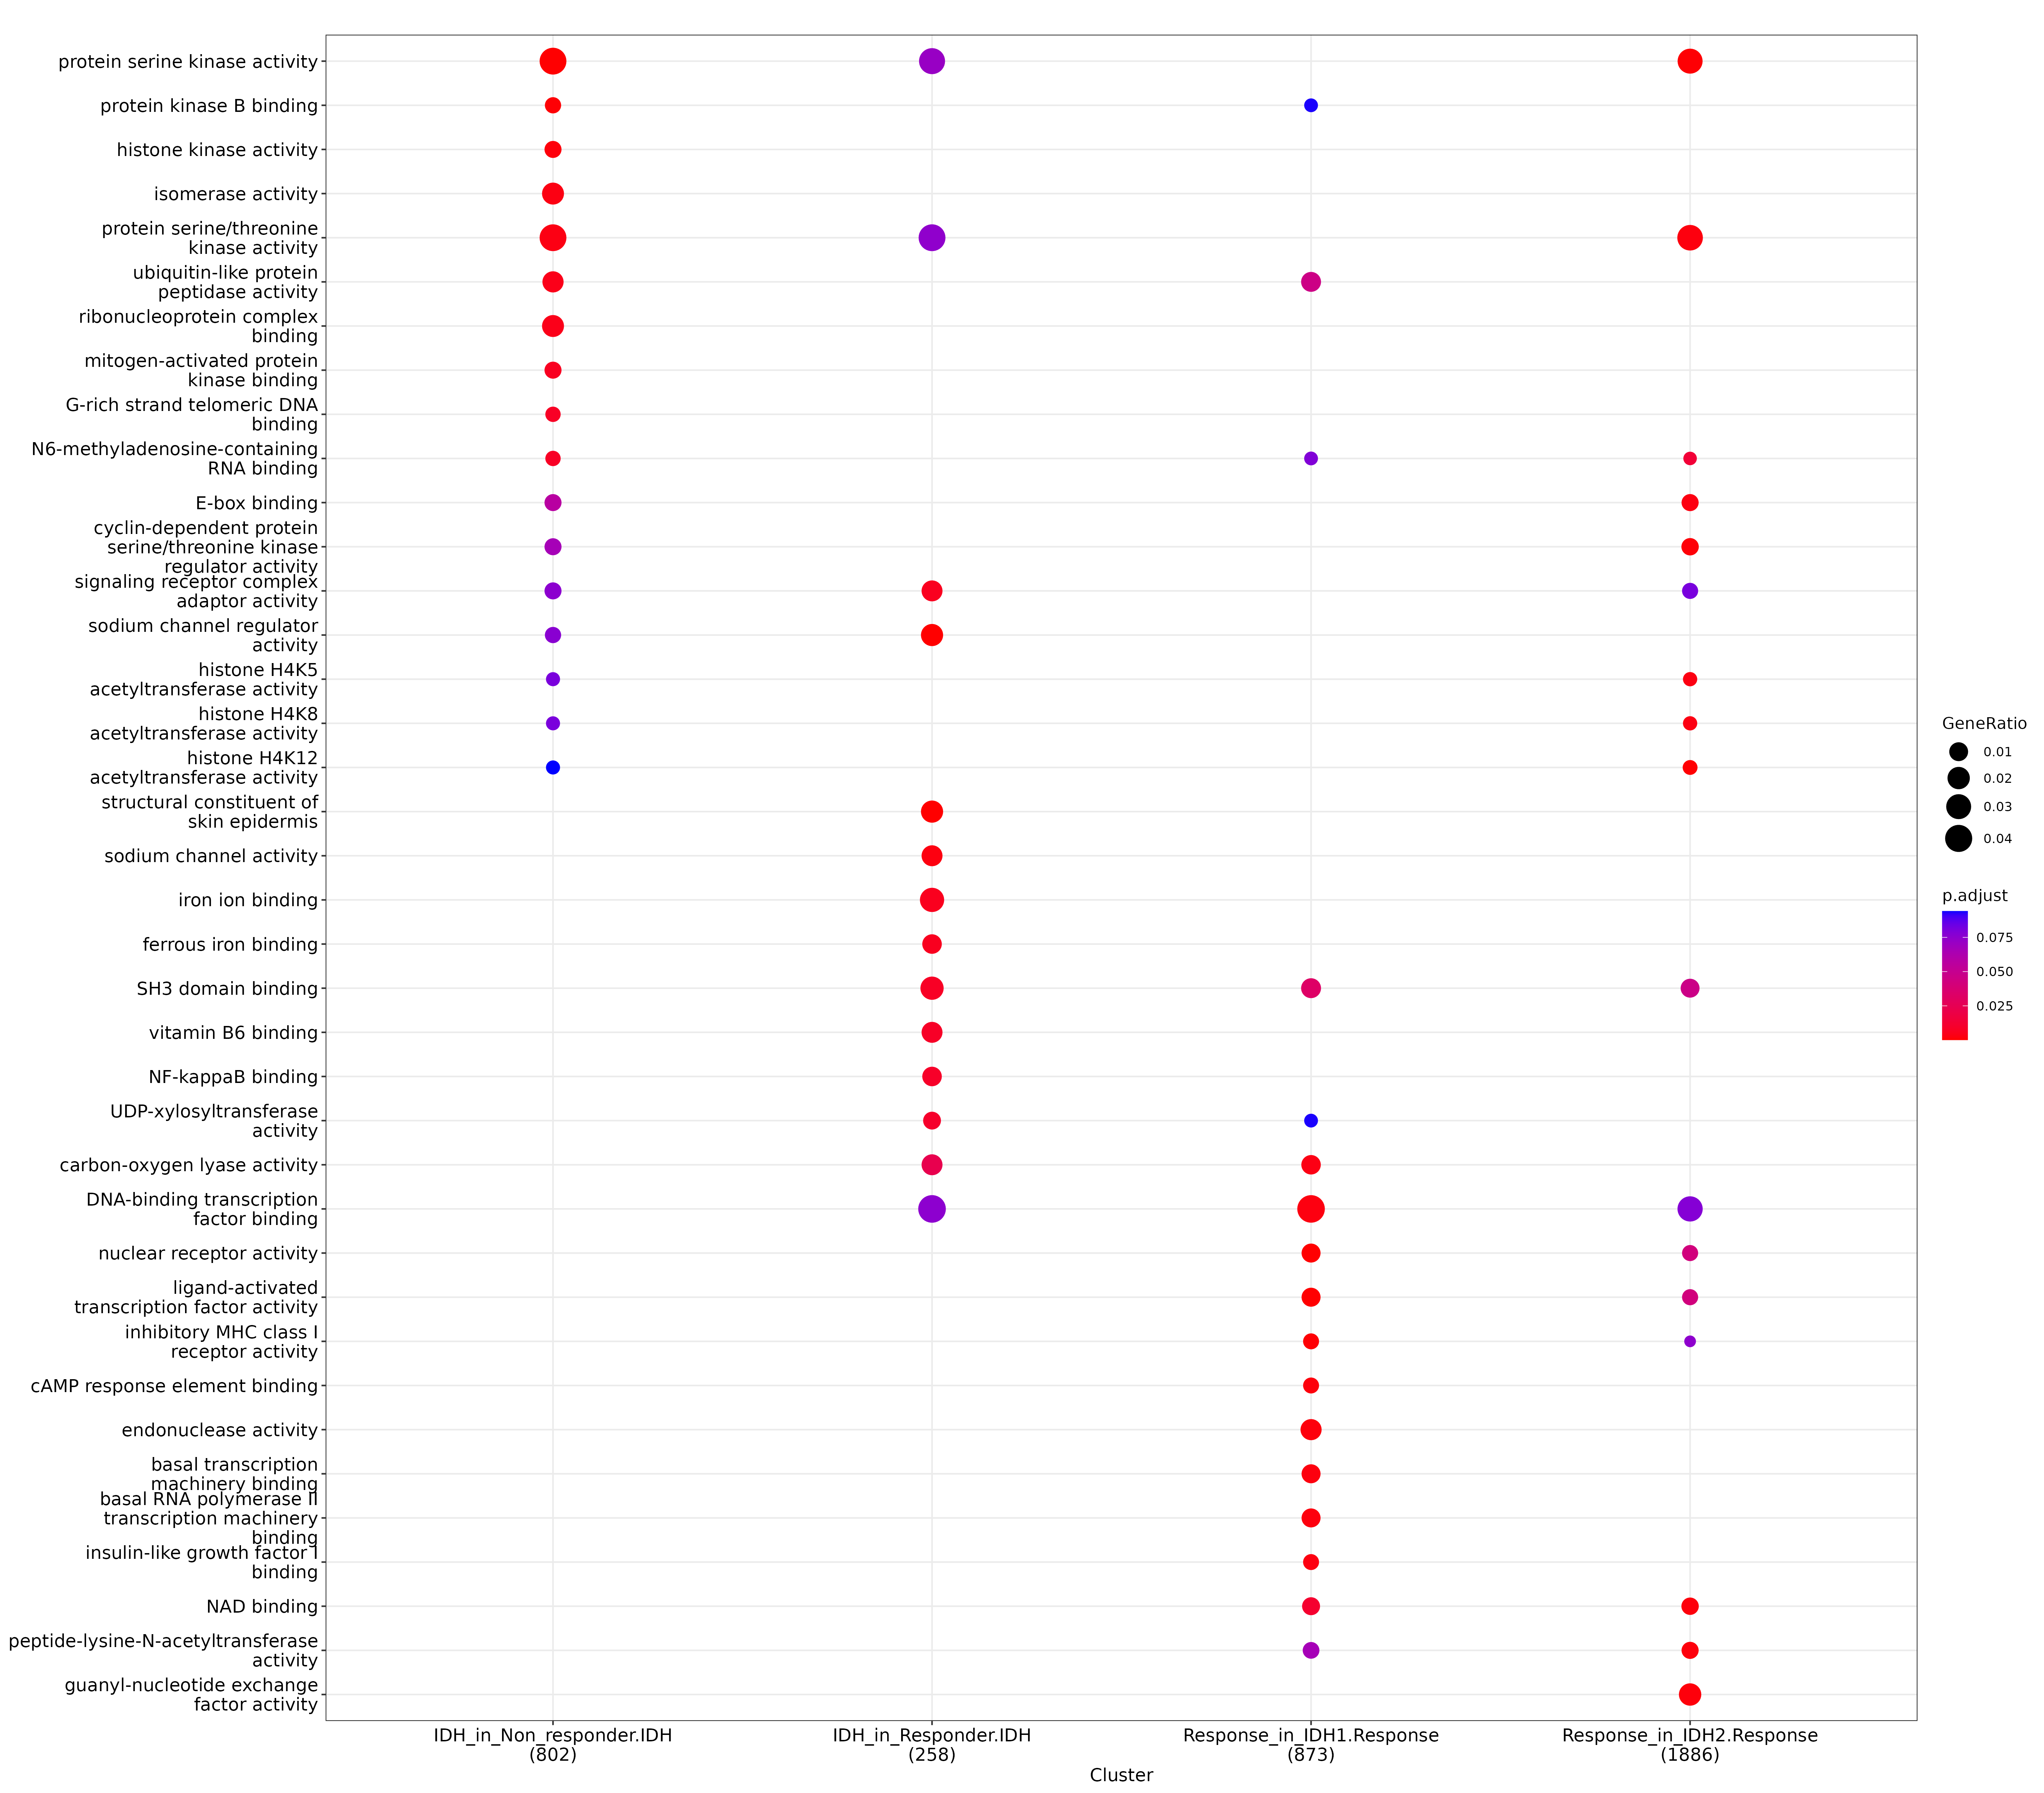 protein serine kinase activity
protein kinase B binding
histone kinase activity
isomerase activity
protein serine/threonine
kinase activity
ubiquitin-like protein
peptidase activity
ribonucleoprotein complex
binding
mitogen-activated protein
kinase binding
G-rich strand telomeric DNA
binding
N6-methyladenosine-containing
RNA binding
E-box binding
cyclin-dependent protein
serine/threonine kinase
regulator activity
signaling receptor complex
adaptor activity
sodium channel regulator
activity
histone H4K5
acetyltransferase activity
histone H4K8
acetyltransferase activity
histone H4K12
acetyltransferase activity
structural constituent of
skin epidermis
sodium channel activity
iron ion binding
ferrous iron binding
SH3 domain binding
vitamin B6 binding
NF-kappaB binding
UDP-xylosyltransferase
activity
carbon-oxygen lyase activity
DNA-binding transcription
factor binding
nuclear receptor activity
ligand-activated
transcription factor activity
inhibitory MHC class I
receptor activity
cAMP response element binding
endonuclease activity
basal transcription
machinery binding
basal RNA polymerase II
transcription machinery
binding
insulin-like growth factor I
binding
NAD binding
peptide-lysine-N-acetyltransferase
activity
guanyl-nucleotide exchange
factor activity
IDH_in_Non_responder.IDH
(802)
IDH_in_Responder.IDH
(258)
Response_in_IDH1.Response
(873)
Response_in_IDH2.Response
(1886)
Cluster
GeneRatio
0.01
0.02
0.03
0.04
p.adjust
0.075
0.050
0.025